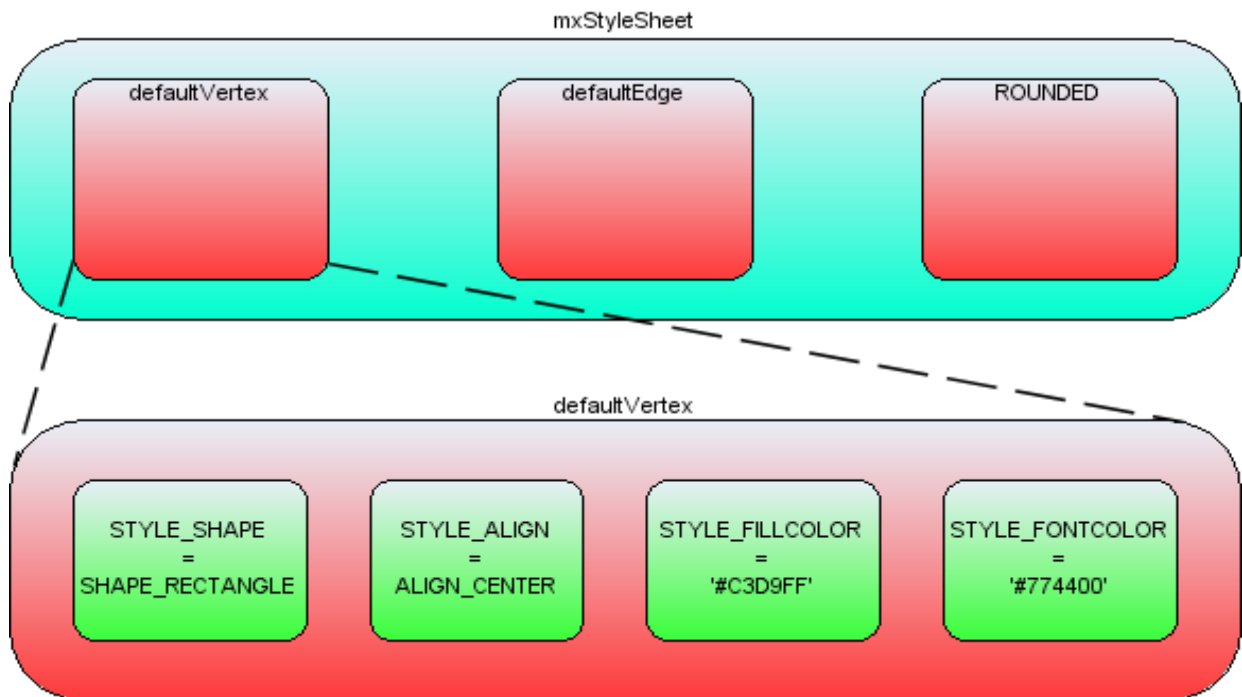 mxStyleSheet
defaultVertex
defaultEdge
ROUNDED
defaultVertex
STYLE_SHAPE
=
SHAPE_RECTANGLE
STYLE_ALIGN
=
ALIGN_CENTER
STYLE_FILLCOLOR
=
'#C3D9FF'
STYLE_FONTCOLOR
=
'#774400'